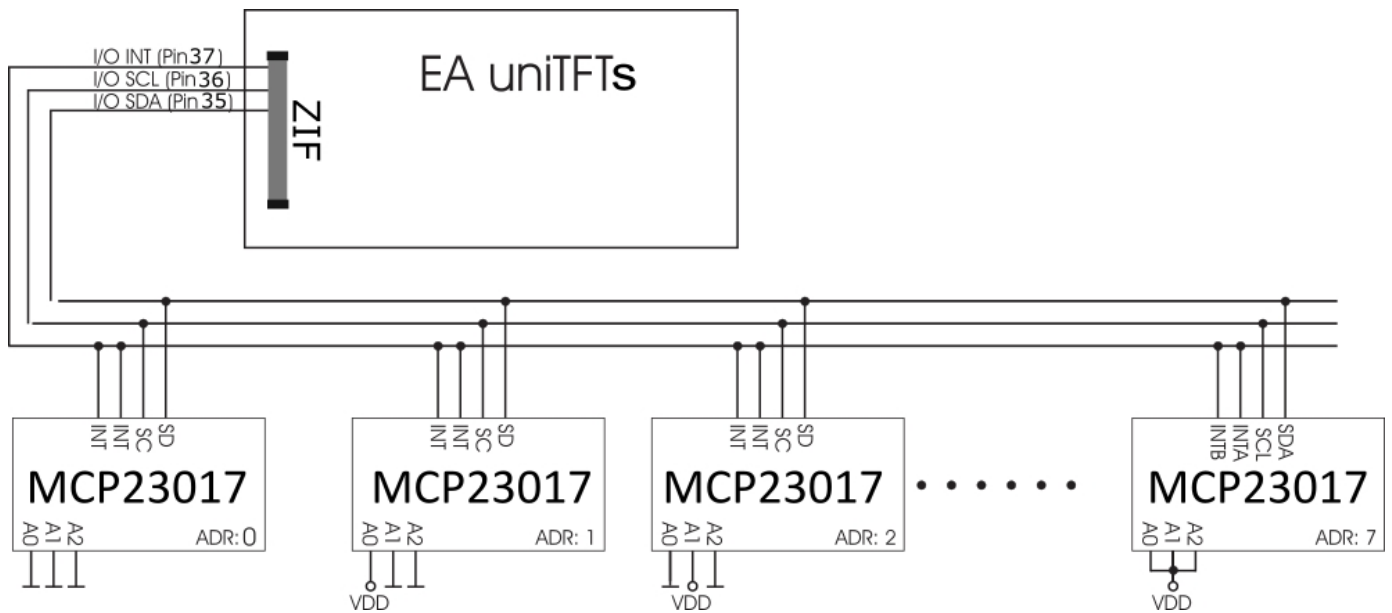 I/O INT (Pin37)
I/O SCL (Pin36)
I/O SDA (Pin35)
ZIF
EA uniTFTs
INT INT SC SD
MCP23017
A0 A1 A2 ADR: 0
INT INT SC SD
MCP23017
A0 A1 A2 ADR: 1
VDD
INT INT SC SD
MCP23017
A0 A1 A2 ADR: 2
VDD
INTB INTA SCL SDA
MCP23017
A0 A1 A2 ADR: 7
VDD